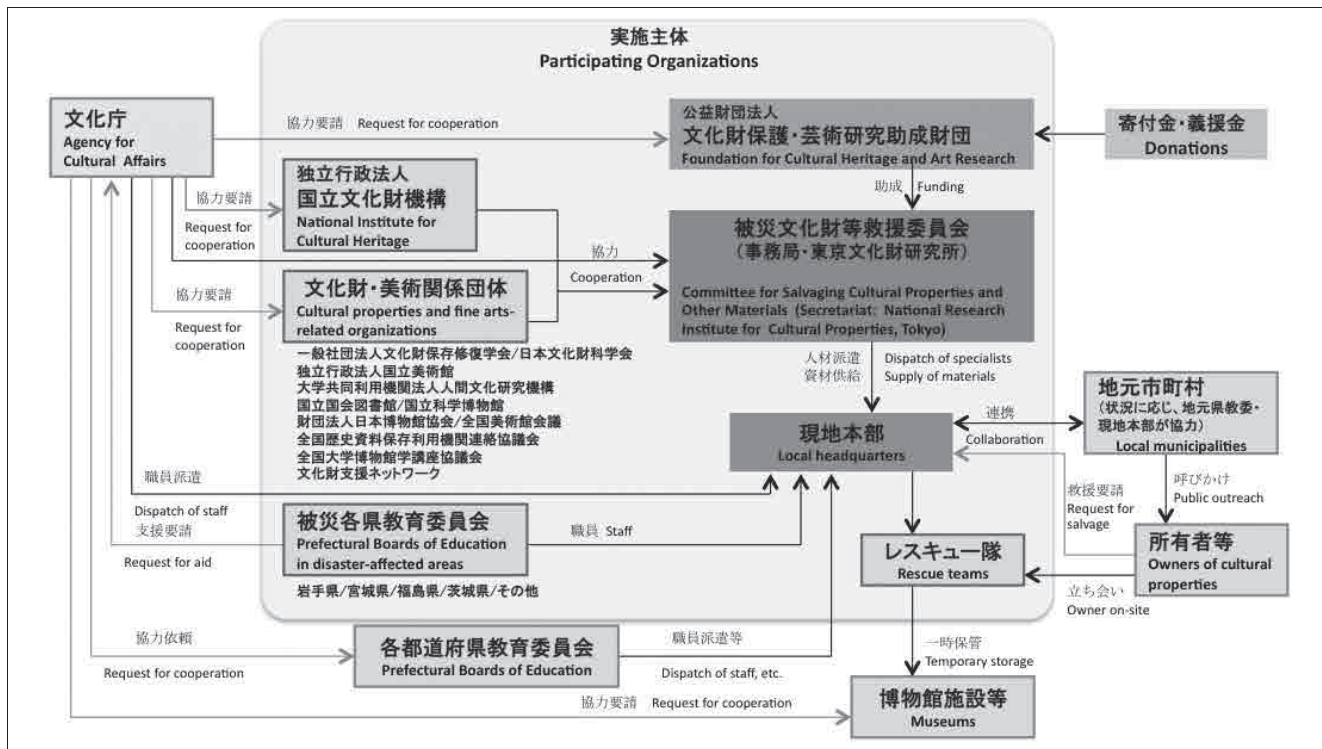 実施主体
Participating Organizations
文化庁
Agency for
Cultural Affairs
協力要請 Request for cooperation
公益財団法人
文化財保護・芸術研究助成財団
Foundation for Cultural Heritage and Art Research
寄付金・義援金
Donations
助成 Funding
協力要請
Request for
cooperation
独立行政法人
国立文化財機構
National Institute for
Cultural Heritage
協力
Cooperation
被災文化財等救援委員会
（事務局・東京文化財研究所）
Committee for Salvaging Cultural Properties and
Other Materials (Secretariat: National Research
Institute for Cultural Properties, Tokyo)
協力要請
Request for
cooperation
文化財・美術関係団体
Cultural properties and fine arts-
related organizations
一般社団法人文化財保存修復学会/日本文化財科学会
独立行政法人国立美術館
大学共同利用機関法人人間文化研究機構
国立国会図書館/国立科学博物館
財団法人日本博物館協会/全国美術館会議
全国歴史資料保存利用機関連絡協議会
全国大学博物館学講座協議会
文化財支援ネットワーク
人材派遣 Dispatch of specialists
資材供給 Supply of materials
現地本部
Local headquarters
連携
Collaboration
地元市町村
（状況に応じ、地元県教委・
現地本部が協力）
Local municipalities
職員派遣
Dispatch of staff
支援要請
Request for aid
被災各県教育委員会
Prefectural Boards of Education
in disaster-affected areas
岩手県/宮城県/福島県/茨城県/その他
職員 Staff
救援要請
Request for
salvage
呼びかけ
Public outreach
レスキュー隊
Rescue teams
所有者等
Owners of cultural
properties
立ち会い
Owner on-site
協力依頼
Request for cooperation
各都道府県教育委員会
Prefectural Boards of Education
職員派遣等
Dispatch of staff, etc.
一時保管
Temporary storage
協力要請 Request for cooperation
博物館施設等
Museums